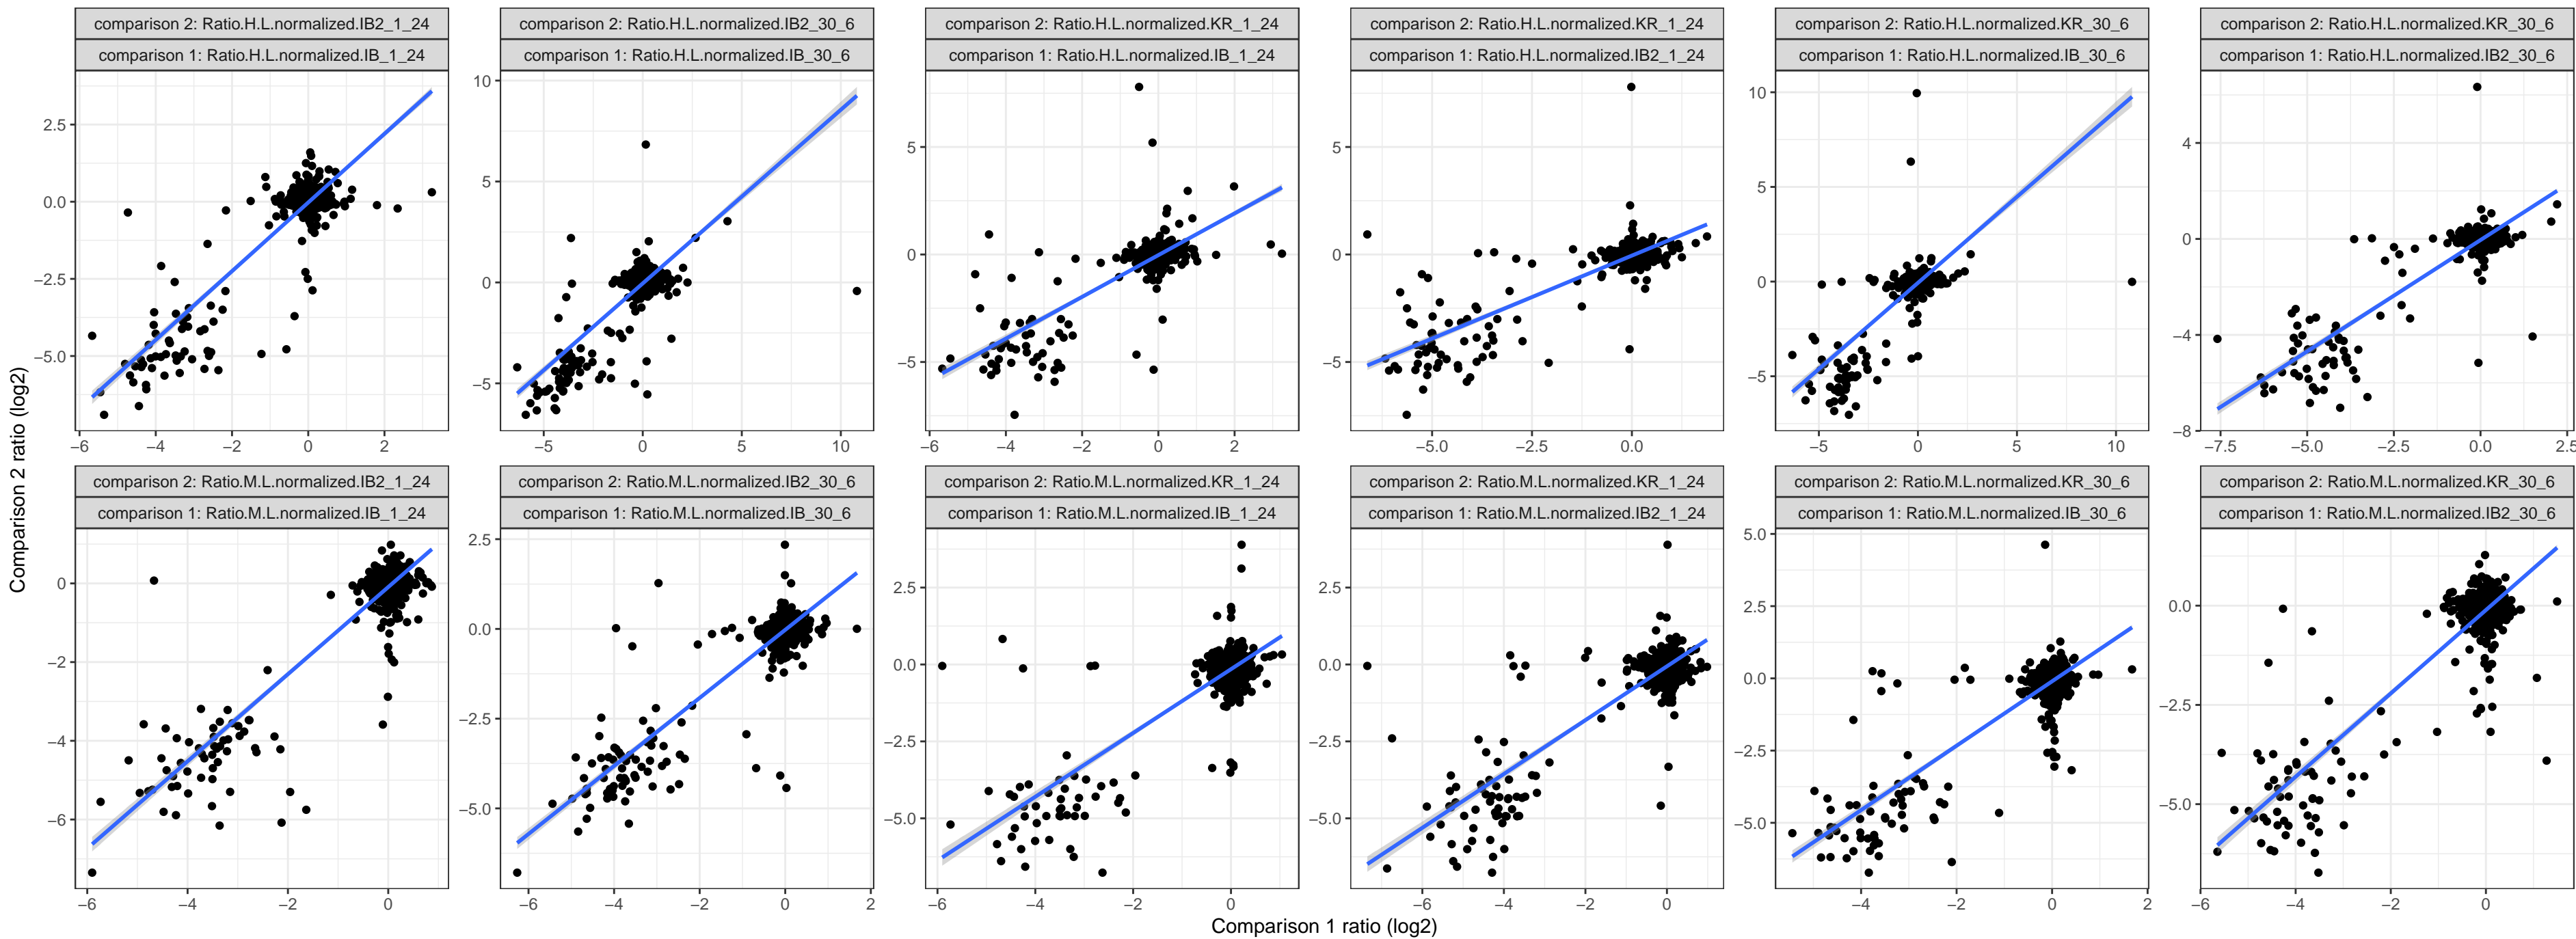 comparison 2: Ratio.H.L.normalized.IB2_1_24
comparison 1: Ratio.H.L.normalized.IB_1_24
2.5
0.0
−2.5
−5.0
−6 −4 −2 0 2
comparison 2: Ratio.H.L.normalized.IB2_30_6
comparison 1: Ratio.H.L.normalized.IB_30_6
10
5
0
−5
−5 0 5 10
comparison 2: Ratio.H.L.normalized.KR_1_24
comparison 1: Ratio.H.L.normalized.IB_1_24
5
0
−5
−6 −4 −2 0 2
comparison 2: Ratio.H.L.normalized.KR_1_24
comparison 1: Ratio.H.L.normalized.IB2_1_24
5
0
−5
−5.0 −2.5 0.0
comparison 2: Ratio.H.L.normalized.KR_30_6
comparison 1: Ratio.H.L.normalized.IB_30_6
10
5
0
−5
−5 0 5 10
comparison 2: Ratio.H.L.normalized.KR_30_6
comparison 1: Ratio.H.L.normalized.IB2_30_6
4
0
−4
−8
−7.5 −5.0 −2.5 0.0 2.5
comparison 2: Ratio.M.L.normalized.IB2_1_24
comparison 1: Ratio.M.L.normalized.IB_1_24
0
−2
−4
−6
−6 −4 −2 0
comparison 2: Ratio.M.L.normalized.IB2_30_6
comparison 1: Ratio.M.L.normalized.IB_30_6
2.5
0.0
−2.5
−5.0
−6 −4 −2 0 2
comparison 2: Ratio.M.L.normalized.KR_1_24
comparison 1: Ratio.M.L.normalized.IB_1_24
2.5
0.0
−2.5
−5.0
−6 −4 −2 0
comparison 2: Ratio.M.L.normalized.KR_1_24
comparison 1: Ratio.M.L.normalized.IB2_1_24
2.5
0.0
−2.5
−5.0
−6 −4 −2 0
comparison 2: Ratio.M.L.normalized.KR_30_6
comparison 1: Ratio.M.L.normalized.IB_30_6
5.0
2.5
0.0
−2.5
−5.0
−4 −2 0 2
comparison 2: Ratio.M.L.normalized.KR_30_6
comparison 1: Ratio.M.L.normalized.IB2_30_6
0.0
−2.5
−5.0
−6 −4 −2 0
Comparison 2 ratio (log2)
Comparison 1 ratio (log2)